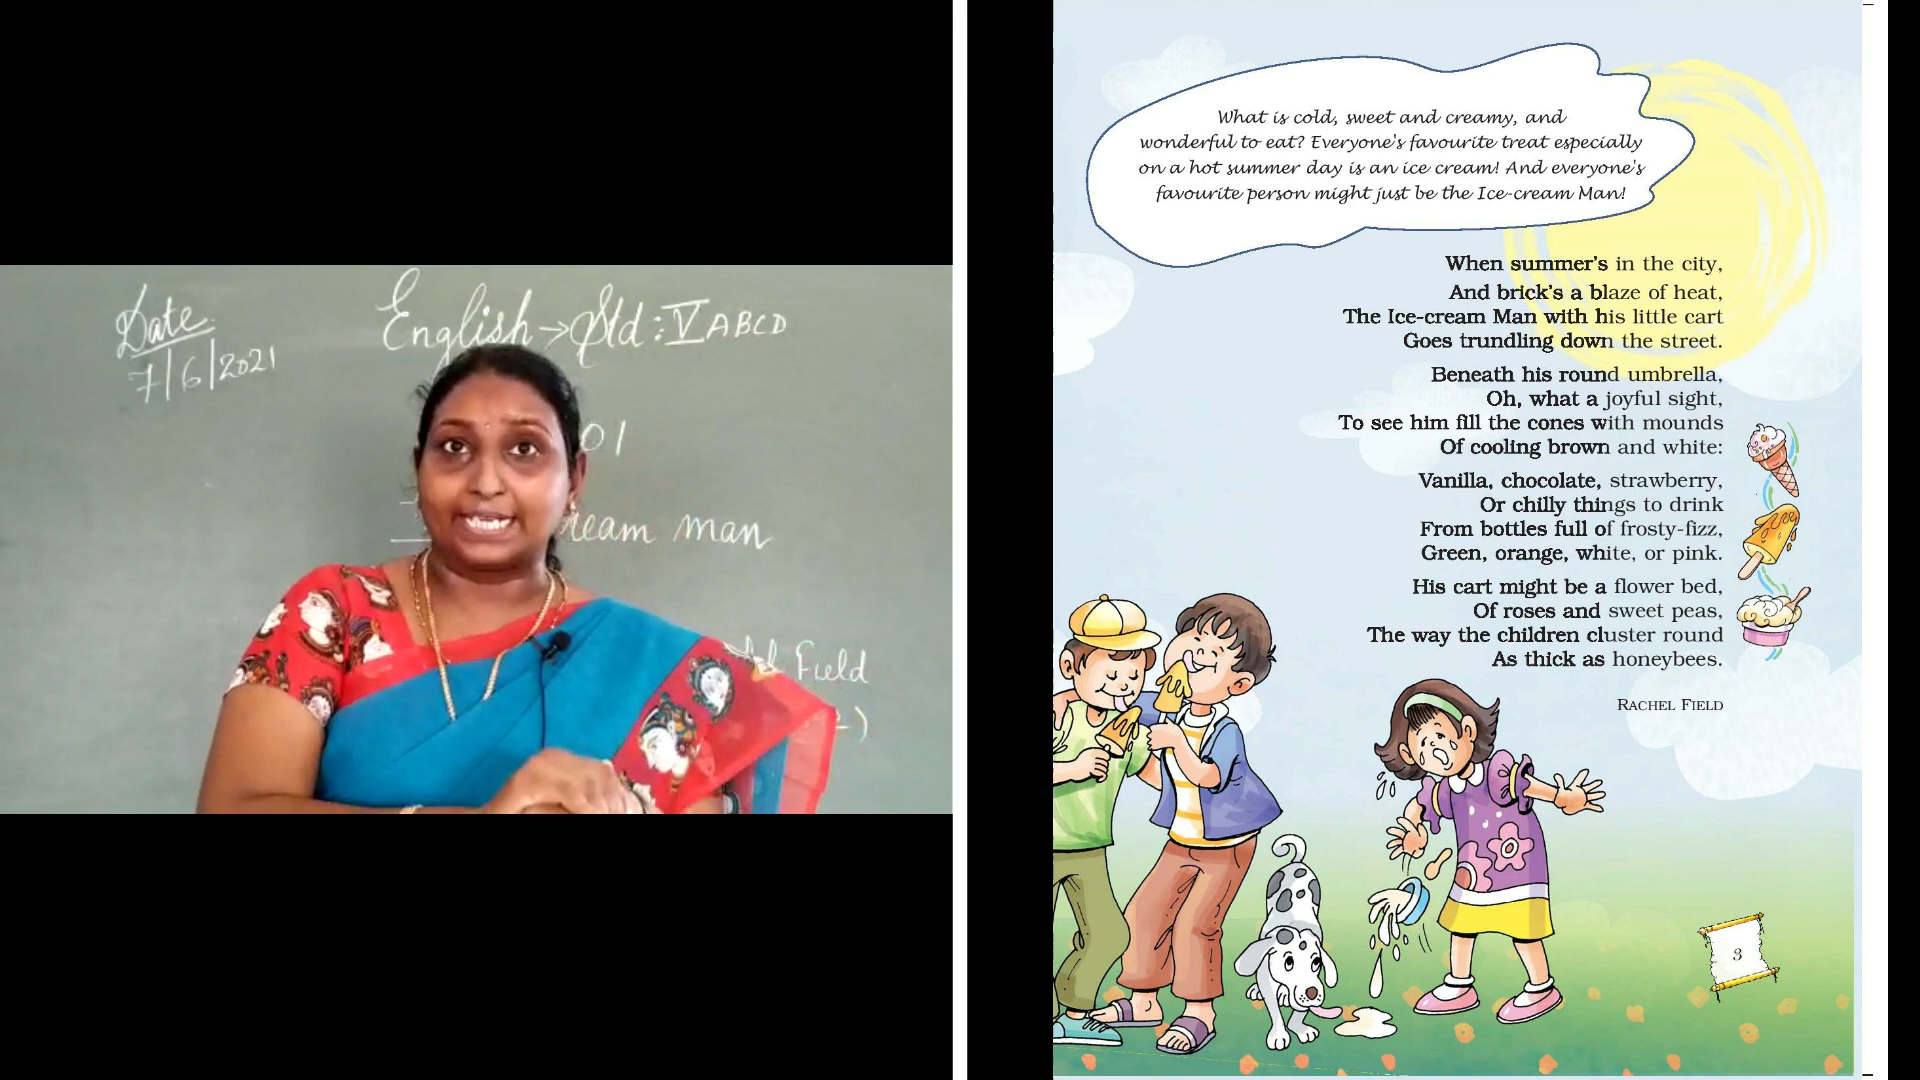 Date
7/6/2021
English → Std : V ABCD
01
ream man
Field
What is cold, sweet and creamy, and
wonderful to eat? Everyone's favourite treat especially
on a hot summer day is an ice cream! And everyone's
favourite person might just be the Ice-cream Man!
When summer's in the city,
And brick's a blaze of heat,
The Ice-cream Man with his little cart
Goes trundling down the street.
Beneath his round umbrella,
Oh, what a joyful sight,
To see him fill the cones with mounds
Of cooling brown and white:
Vanilla, chocolate, strawberry,
Or chilly things to drink
From bottles full of frosty-fizz,
Green, orange, white, or pink.
His cart might be a flower bed,
Of roses and sweet peas,
The way the children cluster round
As thick as honeybees.
RACHEL FIELD
3